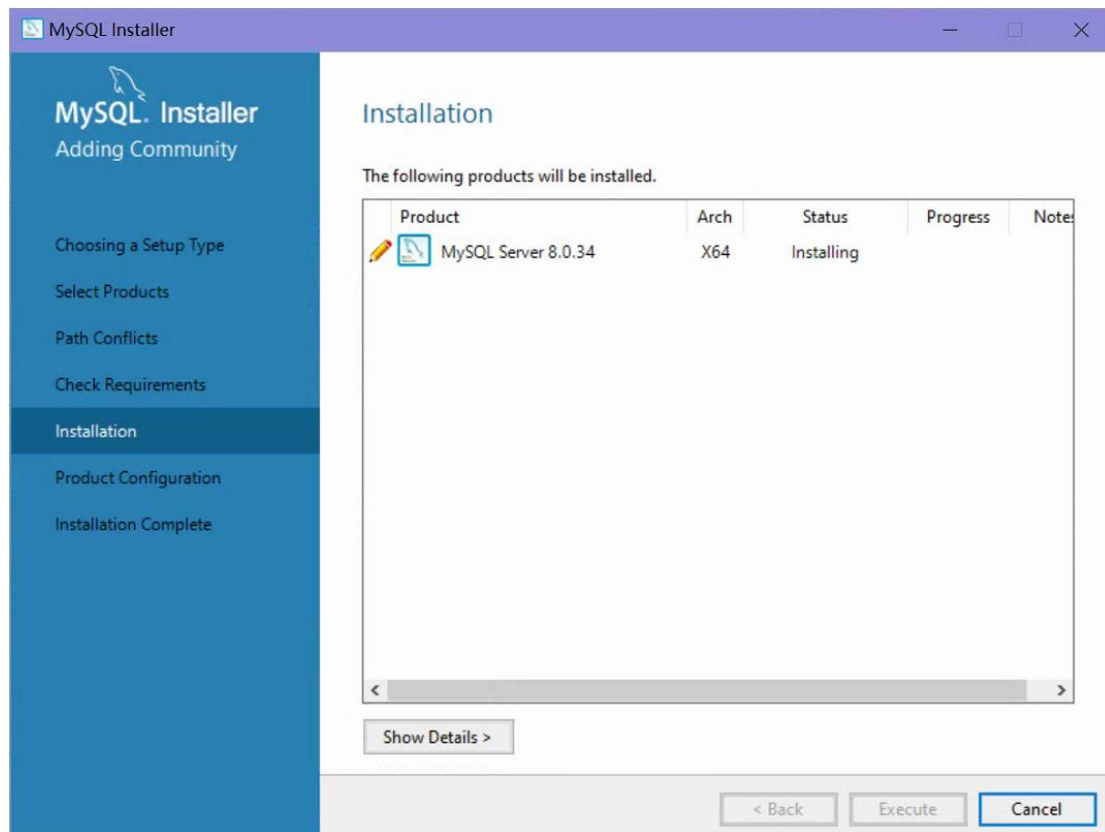 MySQL Installer
MySQL. Installer
Adding Community
Choosing a Setup Type
Select Products
Path Conflicts
Check Requirements
Installation
Product Configuration
Installation Complete
Installation
The following products will be installed.
Product Arch Status Progress Notes
MySQL Server 8.0.34 X64 Installing
Show Details >
< Back Execute Cancel